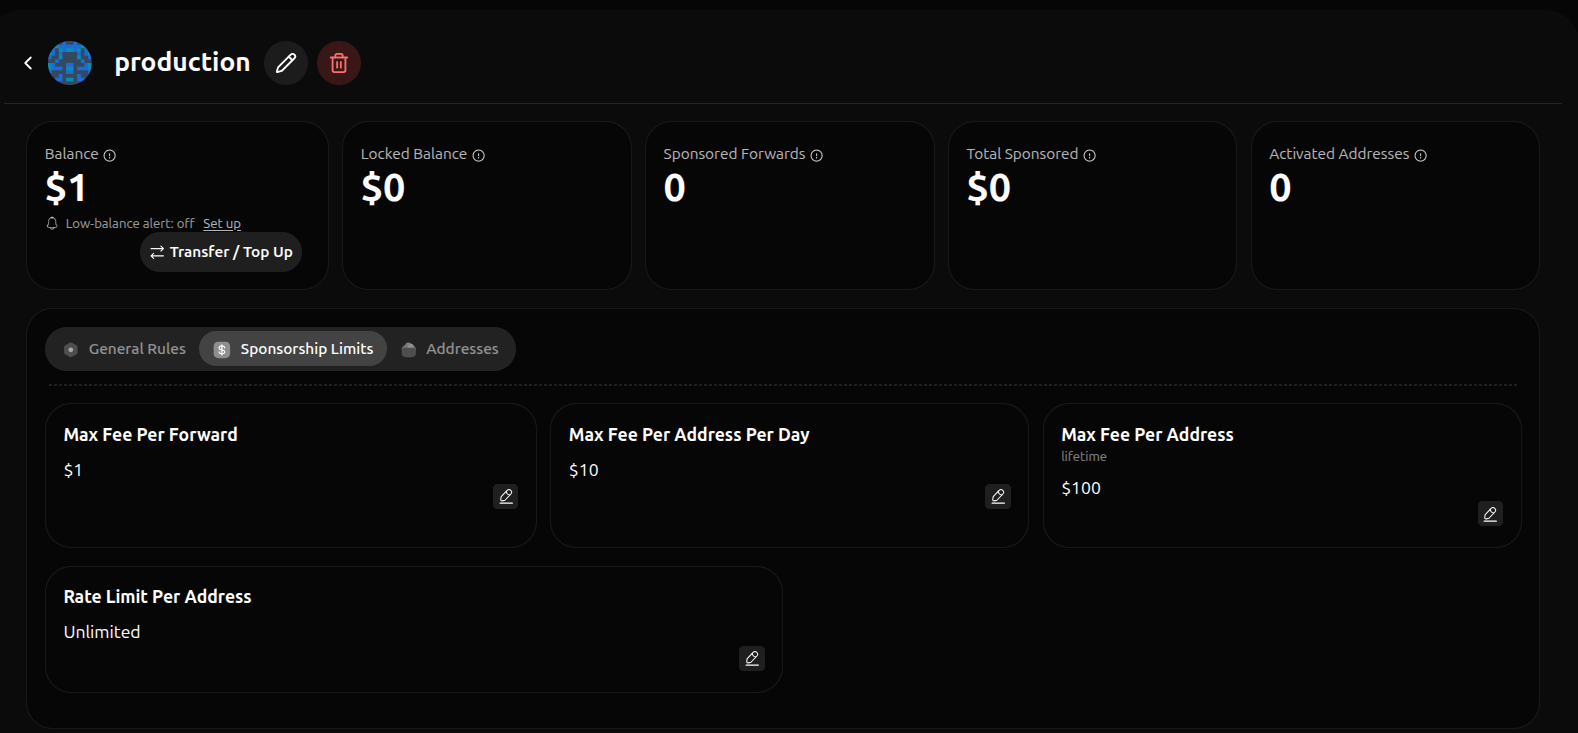 production
Balance
$1
Low-balance alert: off Set up
Transfer / Top Up
Locked Balance
$0
Sponsored Forwards
0
Total Sponsored
$0
Activated Addresses
0
General Rules
$ Sponsorship Limits
Addresses
Max Fee Per Forward
$1
Max Fee Per Address Per Day
$10
Max Fee Per Address
lifetime
$100
Rate Limit Per Address
Unlimited